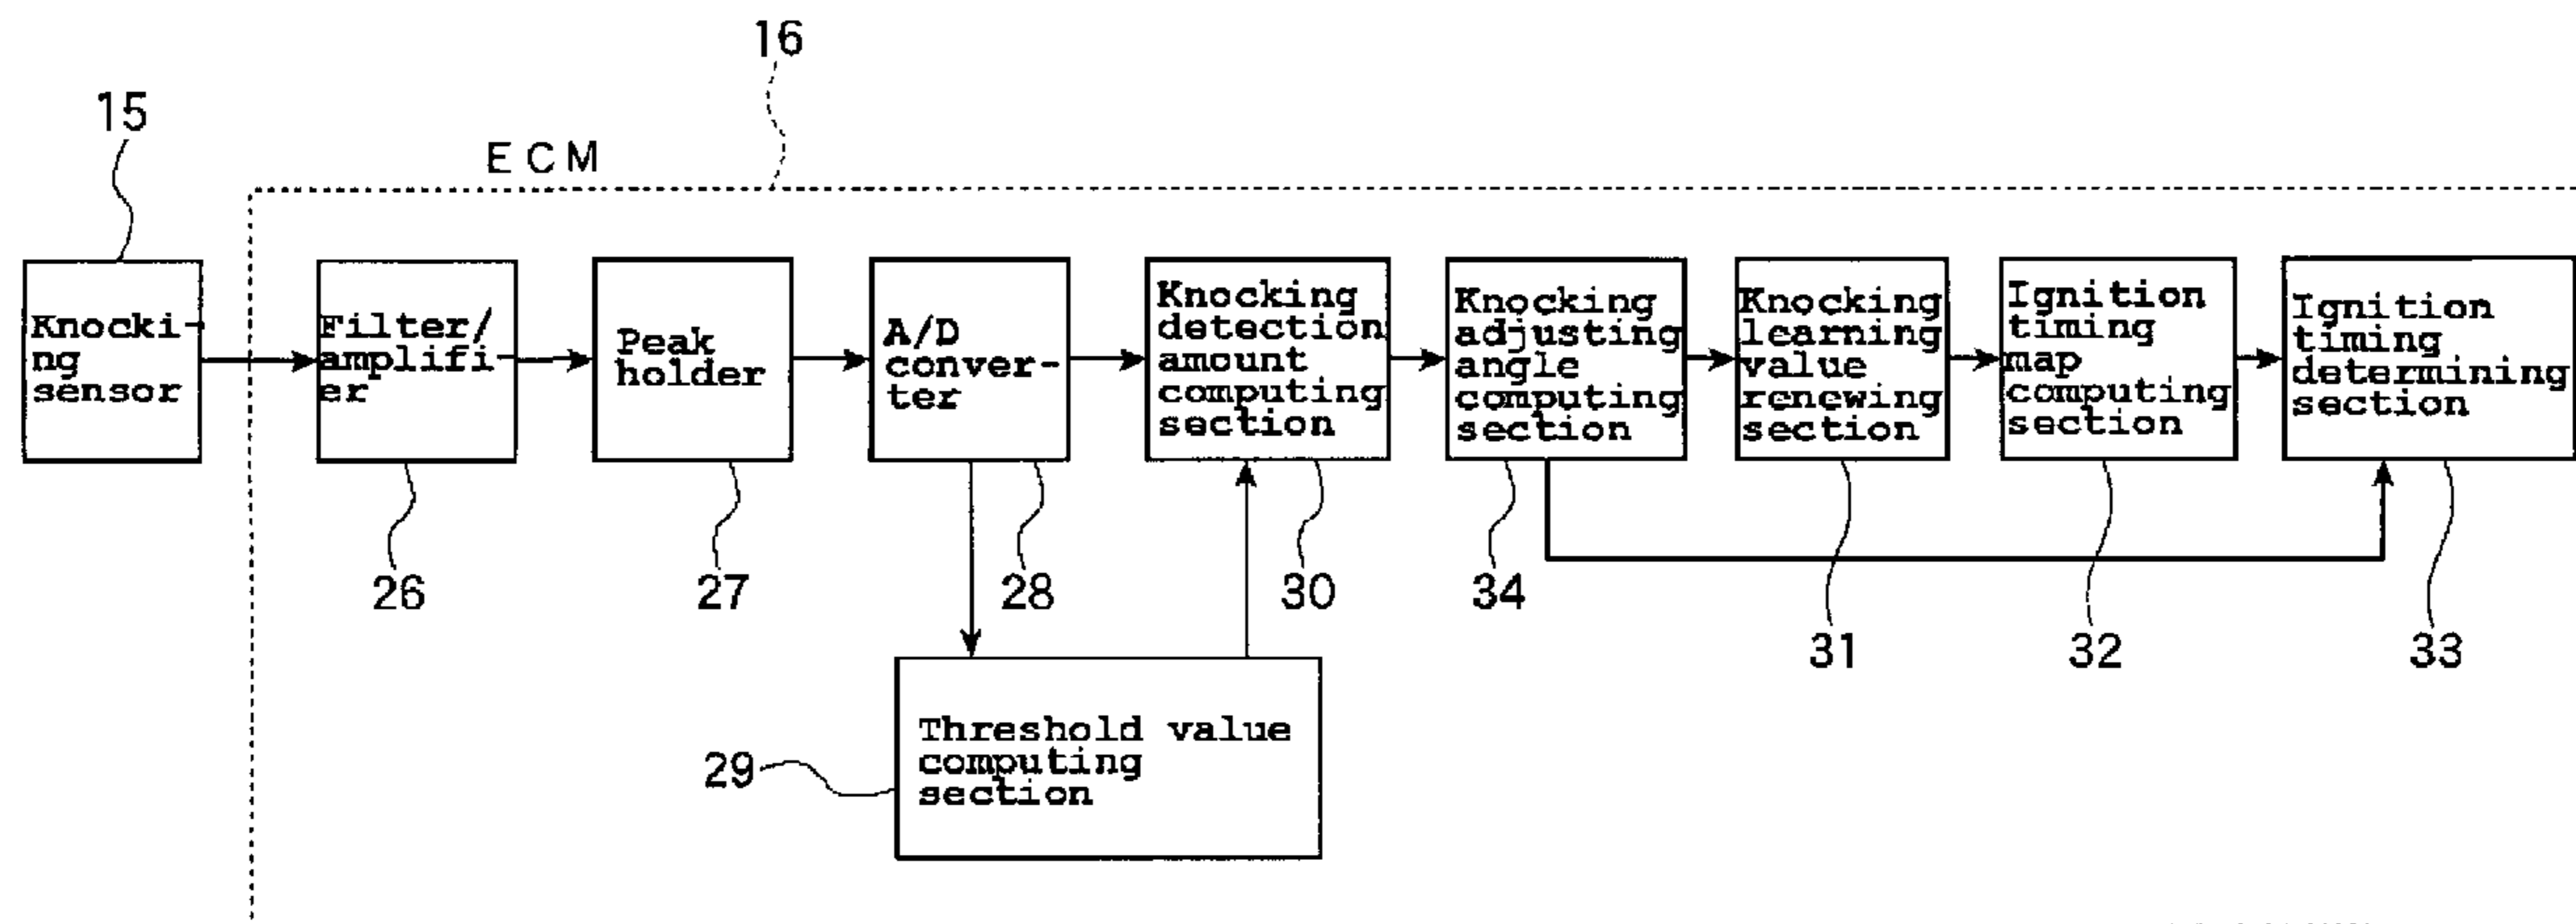 16
15
ECM
Knocki-
ng
sensor
Filter/
amplifi-
er
Peak
holder
A/D
conver-
ter
Knocking
detection
amount
computing
section
Knocking
adjusting
angle
computing
section
Knocking
learning
value
renewing
section
Ignition
timing
map
computing
section
Ignition
timing
determining
section
26
27
28
30
34
31
32
33
29
Threshold value
computing
section